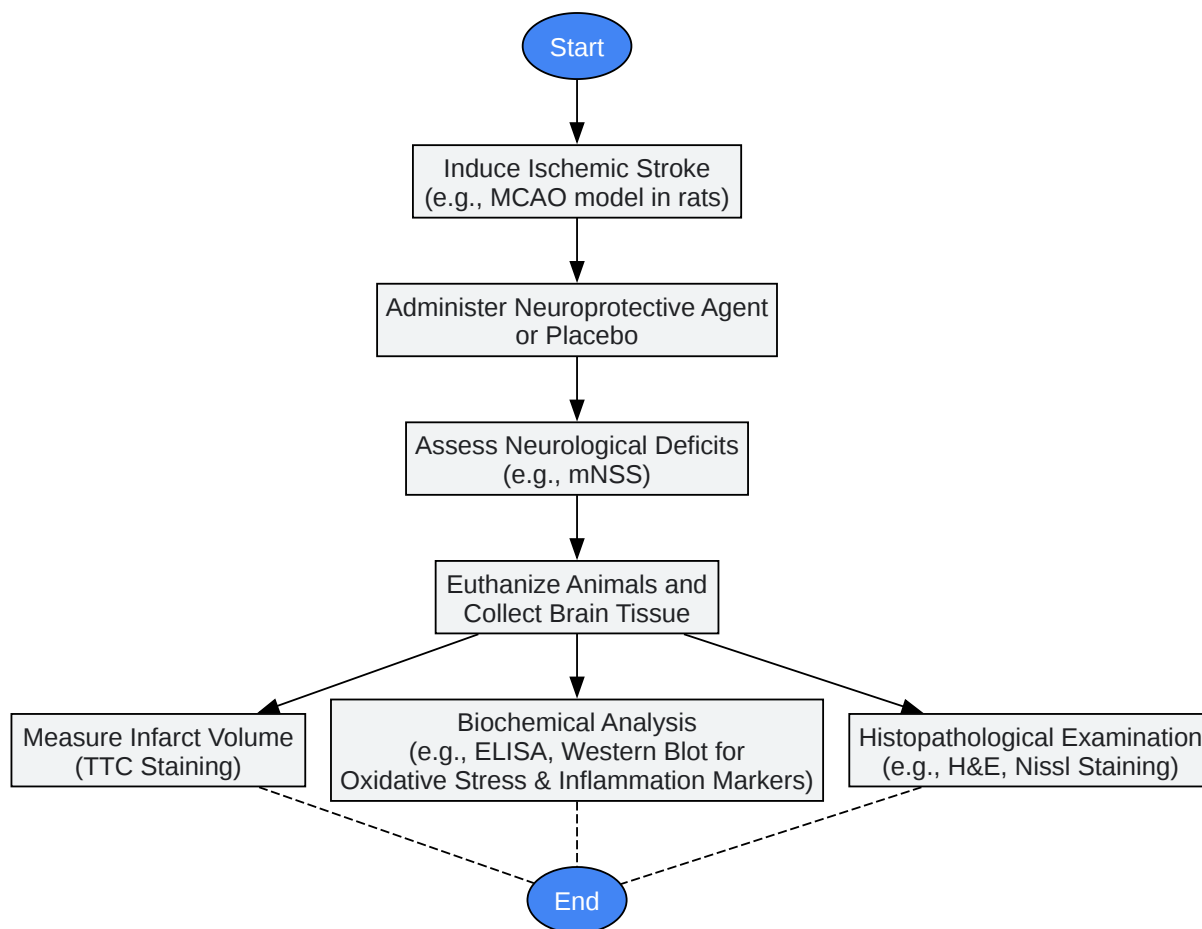 Start
Induce Ischemic Stroke
(e.g., MCAO model in rats)
Administer Neuroprotective Agent
or Placebo
Assess Neurological Deficits
(e.g., mNSS)
Euthanize Animals and
Collect Brain Tissue
Measure Infarct Volume
(TTC Staining)
Biochemical Analysis
(e.g., ELISA, Western Blot for
Oxidative Stress & Inflammation Markers)
Histopathological Examination
(e.g., H&E, Nissl Staining)
End